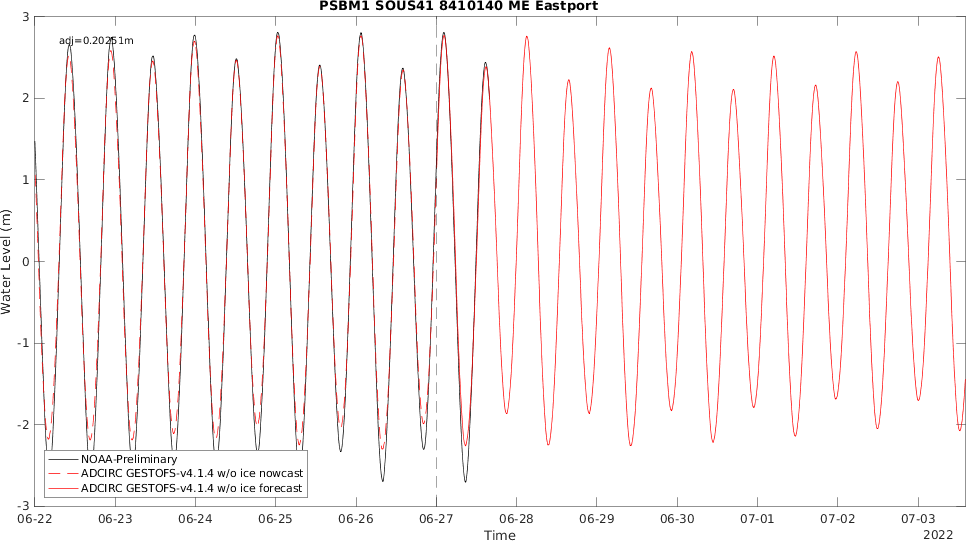 PSBM1 SOUS41 8410140 ME Eastport
adj=0.20251m
3
2
1
0
-1
-2
-3
Water Level (m)
NOAA-Preliminary
ADCIRC GESTOFS-v4.1.4 w/o ice nowcast
ADCIRC GESTOFS-v4.1.4 w/o ice forecast
06-22 06-23 06-24 06-25 06-26 06-27 06-28 06-29 06-30 07-01 07-02 07-03
Time
2022